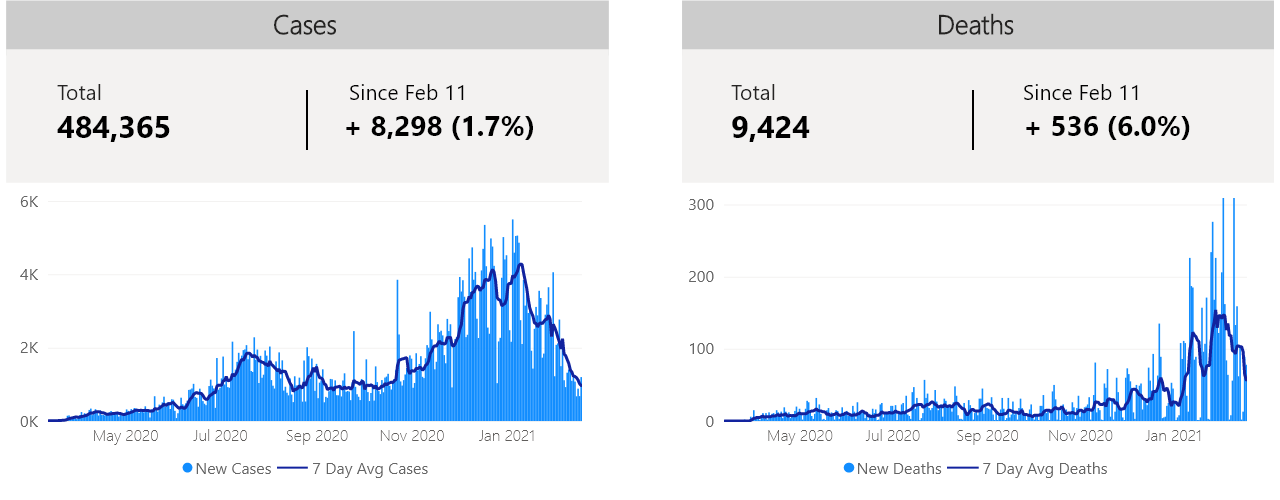 Cases
Total
484,365
Since Feb 11
+ 8,298 (1.7%)
6K
4K
2K
0K
May 2020 Jul 2020 Sep 2020 Nov 2020 Jan 2021
New Cases 7 Day Avg Cases
Deaths
Total
9,424
Since Feb 11
+ 536 (6.0%)
300
200
100
0
May 2020 Jul 2020 Sep 2020 Nov 2020 Jan 2021
New Deaths 7 Day Avg Deaths